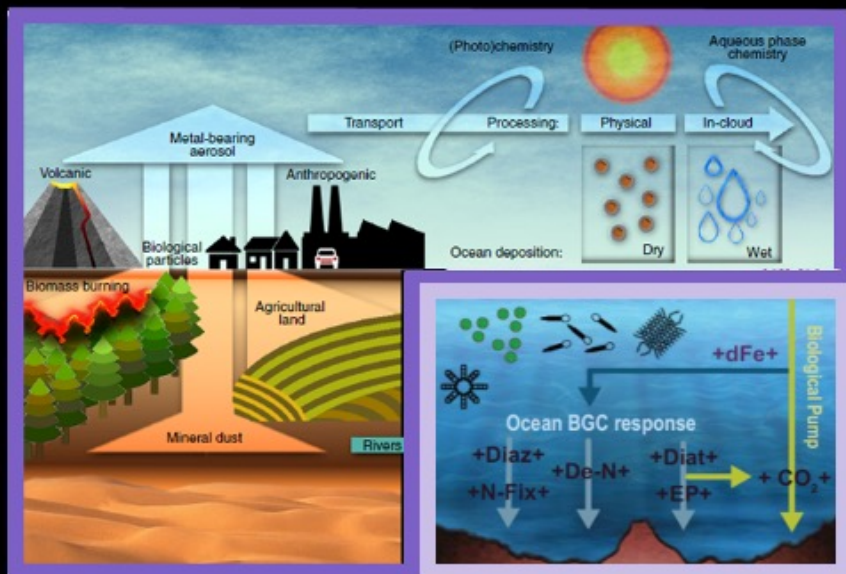 (Photo)chemistry
Aqueous phase
chemistry
Transport
Processing:
Physical
In-cloud
Metal-bearing
aerosol
Volcanic
Anthropogenic
Biological
particles
Ocean deposition:
Dry
Wet
Biomass burning
Agricultural
land
Mineral dust
Rivers
+dFe+
Biological Pump
Ocean BGC response
+Diaz+
+N-Fix+
+De-N+
+Diat+
+EP+
+ CO₂+